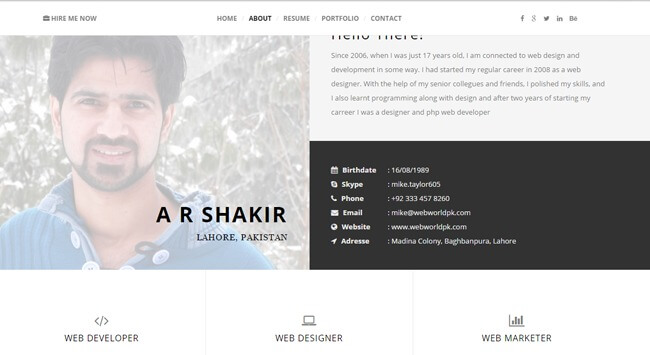 HIRE ME NOW
HOME / ABOUT / RESUME / PORTFOLIO / CONTACT
Hello There!
Since 2006, when I was just 17 years old, I am connected to web design and
development in some way. I had started my regular career in 2008 as a web
designer. With the help of my senior collegues and friends, I polished my skills, and
I also learnt programming along with design and after two years of starting my
carreer I was a designer and php web developer
A R SHAKIR
LAHORE, PAKISTAN
Birthdate : 16/08/1989
Skype : mike.taylor605
Phone : +92 333 457 8260
Email : mike@webworldpk.com
Website : www.webworldpk.com
Adresse : Madina Colony, Baghbanpura, Lahore
WEB DEVELOPER
WEB DESIGNER
WEB MARKETER